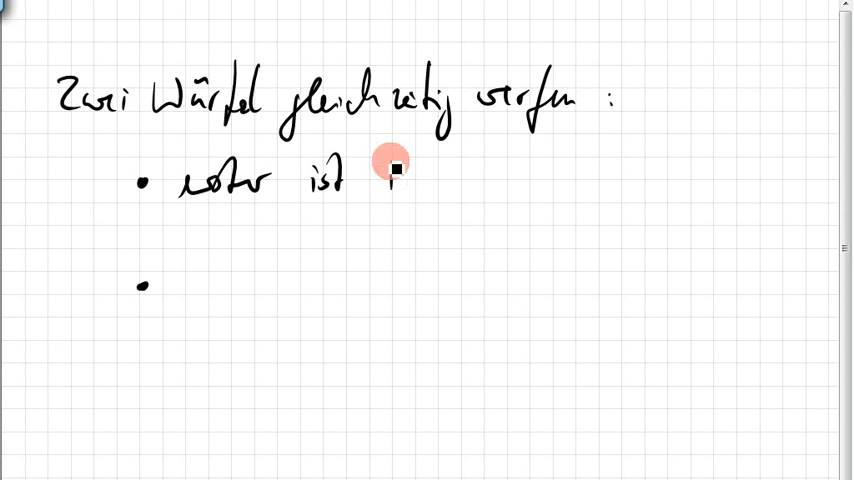 Zwei Würfel gleichzeitig werfen :
• roter ist
•